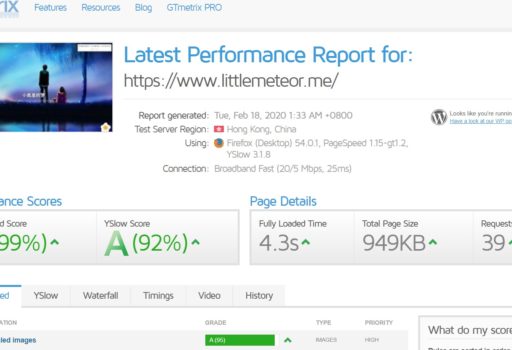 Features Resources Blog GTmetrix PRO
Latest Performance Report for:
https://www.littlemeteor.me/
Report generated: Tue, Feb 18, 2020 1:33 AM +0800
Test Server Region: Hong Kong, China
Using: Firefox (Desktop) 54.0.1, PageSpeed 1.15-gt1.2,
YSlow 3.1.8
Connection: Broadband Fast (20/5 Mbps, 25ms)
Looks like you're running
Have a look at our WP op
ance Scores Page Details
d Score YSlow Score Fully Loaded Time Total Page Size Requests
99%) A (92%) 4.3s 949KB 39
ed YSlow Waterfall Timings Video History
ATION GRADE TYPE PRIORITY
led images A (95) IMAGES HIGH
What do my score